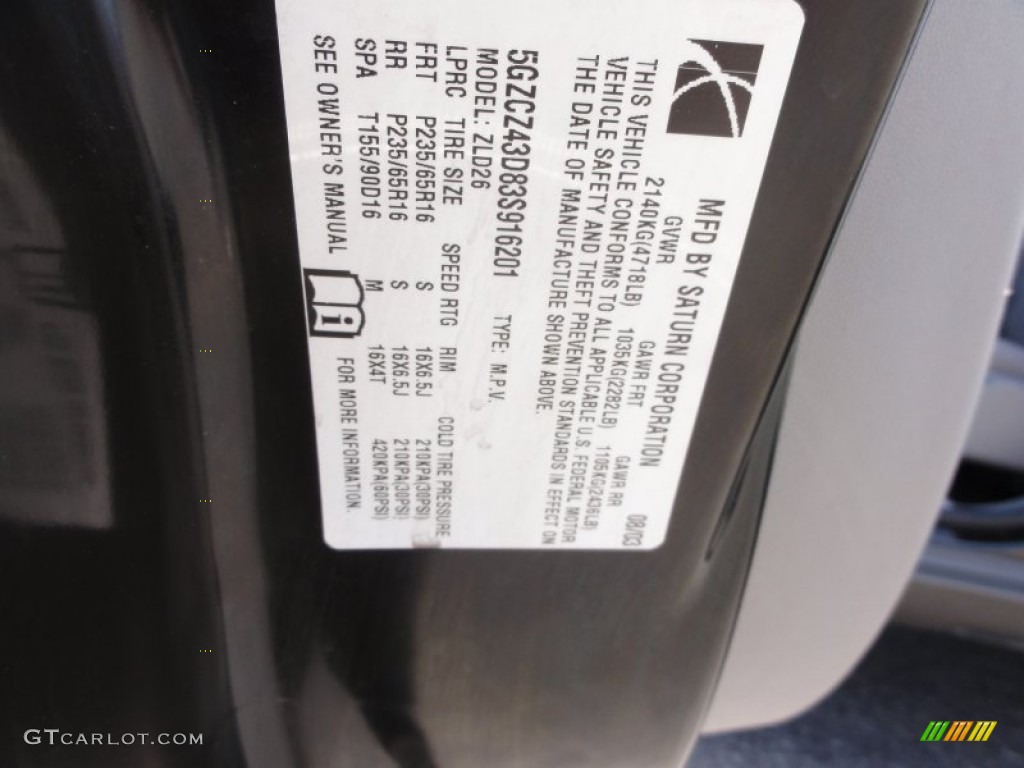 MFD BY SATURN CORPORATION 08/03
GVWR GAWR FRT GAWR RR
2140KG(4718LB) 1035KG(2282LB) 1105KG(2436LB)
THIS VEHICLE CONFORMS TO ALL APPLICABLE U.S. FEDERAL MOTOR
VEHICLE SAFETY AND THEFT PREVENTION STANDARDS IN EFFECT ON
THE DATE OF MANUFACTURE SHOWN ABOVE.
5GZCZ43D83S916201 TYPE: M.P.V.
MODEL: ZLD26
LPRC TIRE SIZE SPEED RTG RIM COLD TIRE PRESSURE
FRT P235/65R16 S 16X6.5J 210KPA(30PSI)
RR P235/65R16 S 16X6.5J 210KPA(30PSI)
SPA T155/90D16 M 16X4T 420KPA(60PSI)
SEE OWNER'S MANUAL FOR MORE INFORMATION.
GTCARLOT.COM